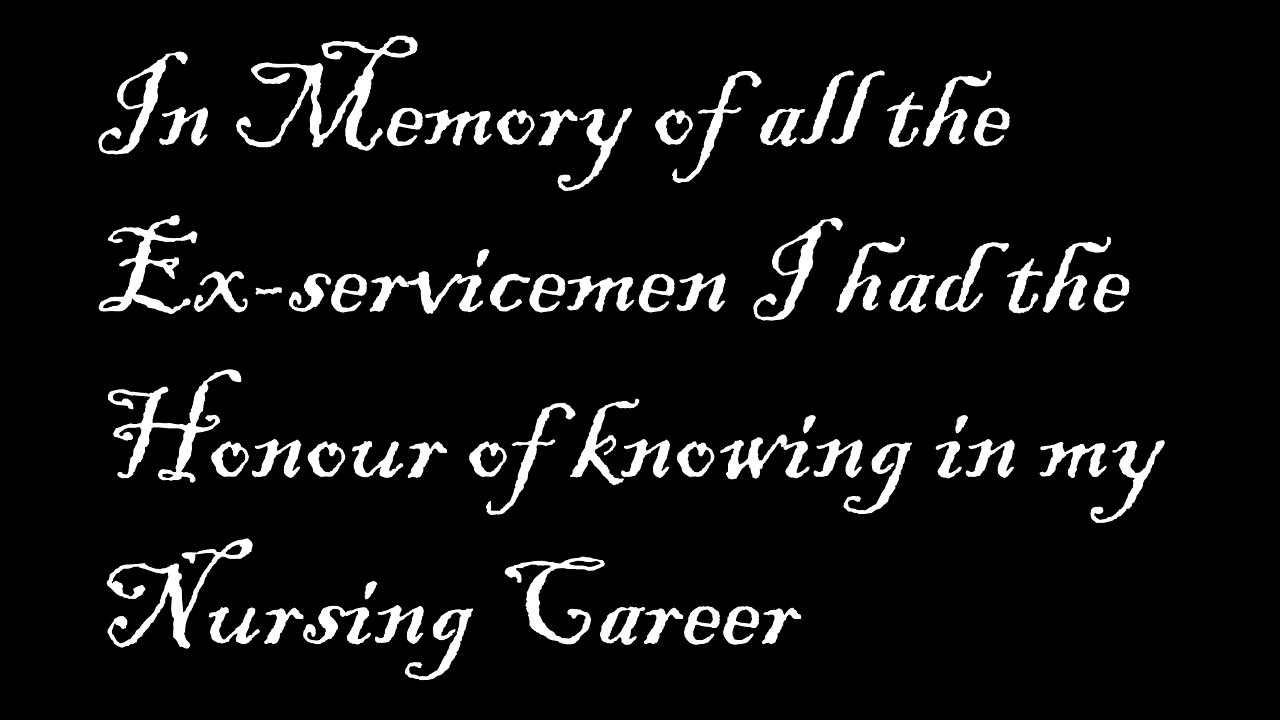 In Memory of all the
Ex-servicemen I had the
Honour of knowing in my
Nursing Career